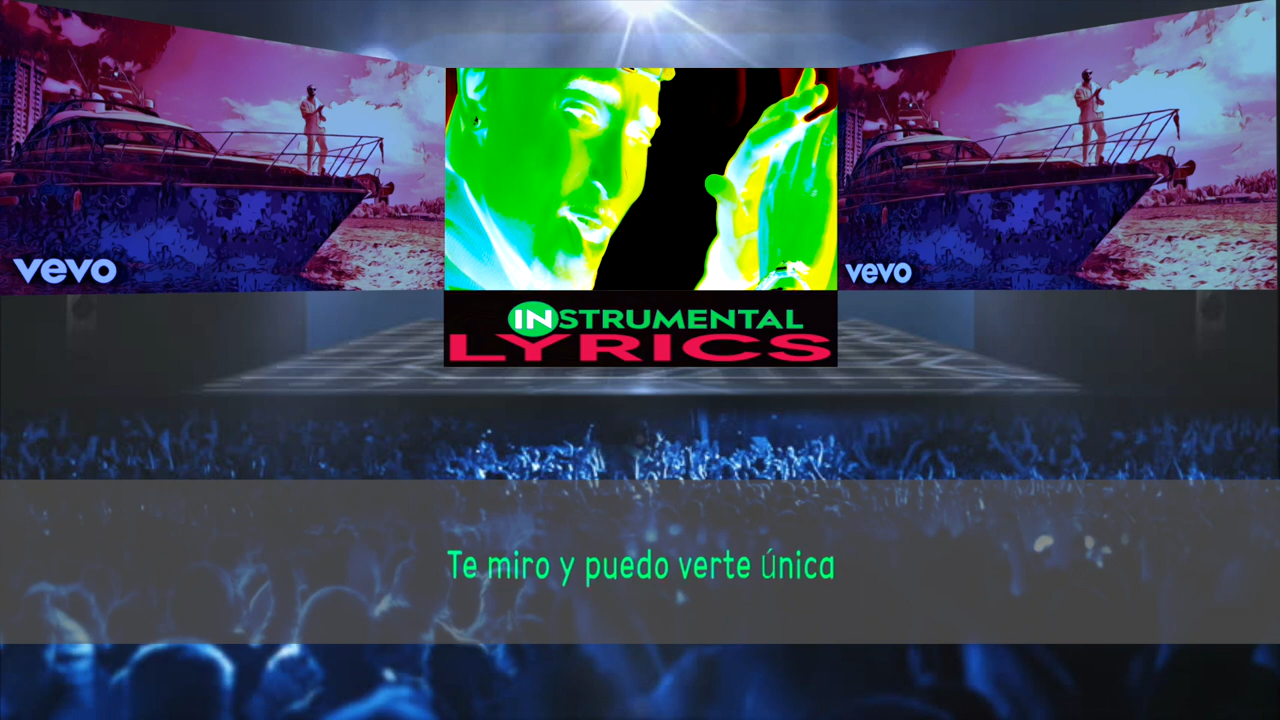 vevo
vevo
INSTRUMENTAL
LYRICS
Te miro y puedo verte única